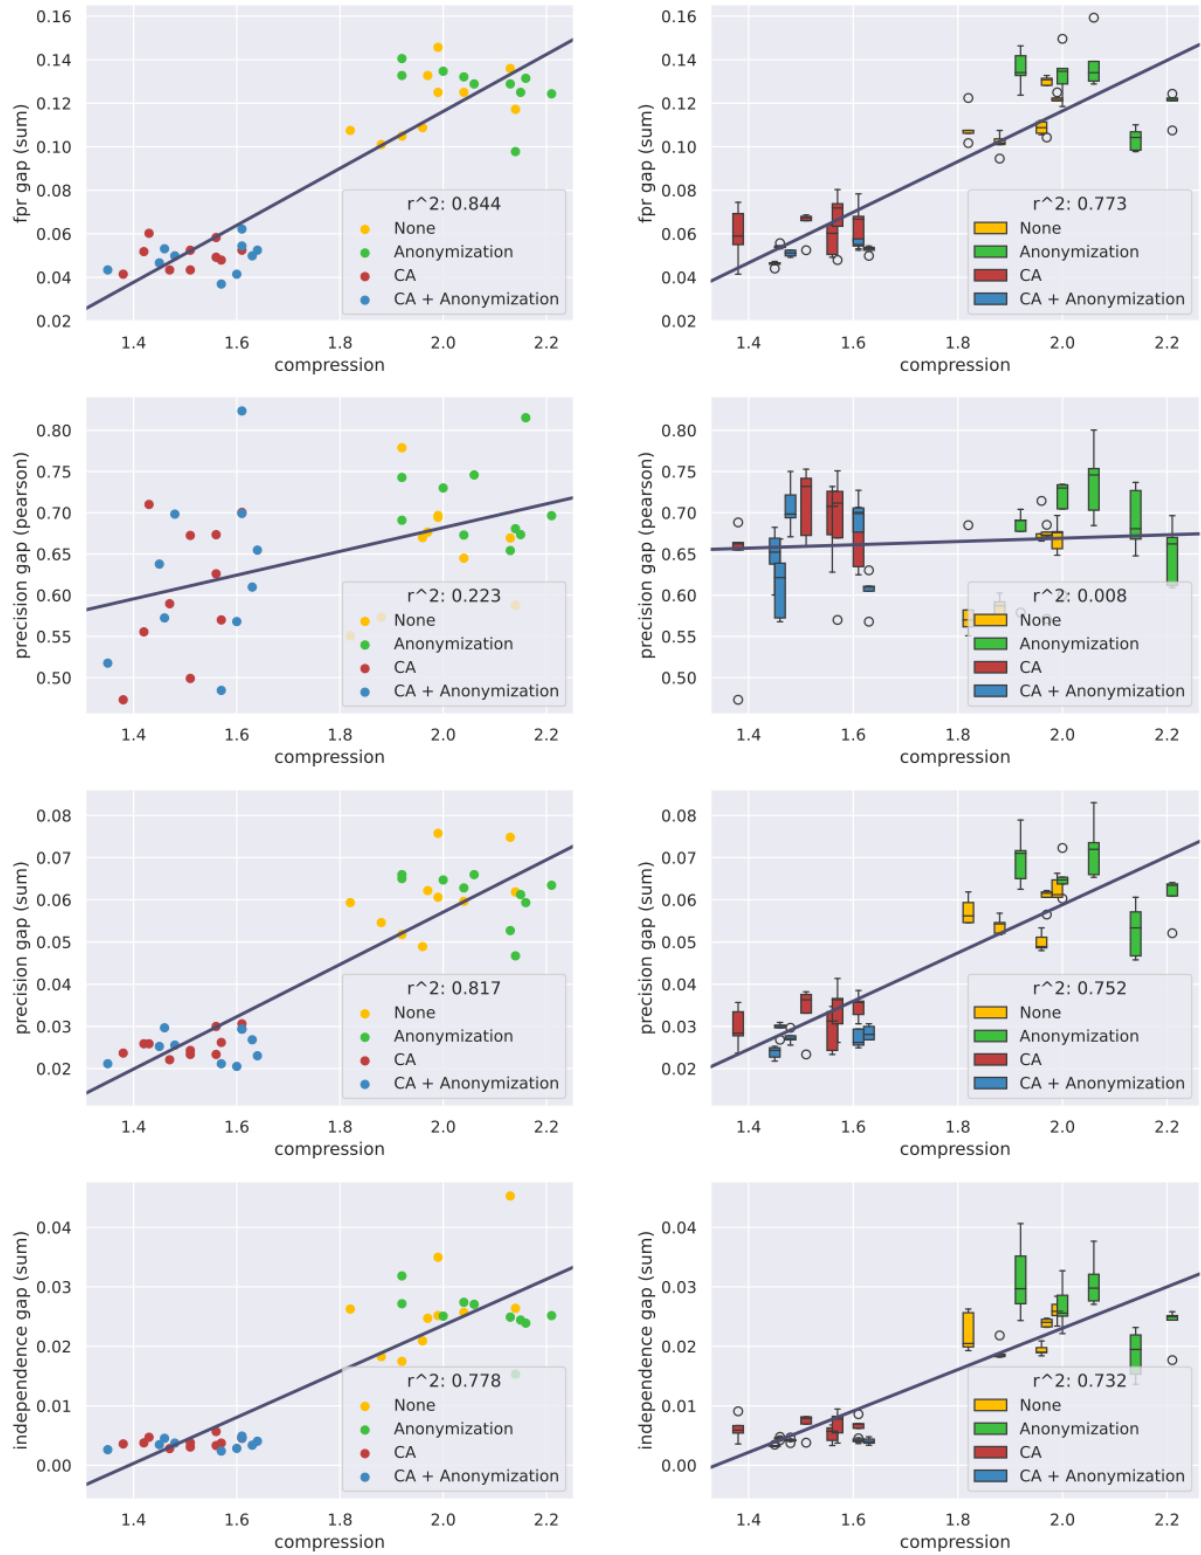 0.16
0.14
0.12
0.10
0.08
0.06
0.04
0.02
fpr gap (sum)
r^2: 0.844
None
Anonymization
CA
CA + Anonymization
1.4 1.6 1.8 2.0 2.2
compression
0.16
0.14
0.12
0.10
0.08
0.06
0.04
0.02
fpr gap (sum)
r^2: 0.773
None
Anonymization
CA
CA + Anonymization
1.4 1.6 1.8 2.0 2.2
compression
0.80
0.75
0.70
0.65
0.60
0.55
0.50
precision gap (pearson)
r^2: 0.223
None
Anonymization
CA
CA + Anonymization
1.4 1.6 1.8 2.0 2.2
compression
0.80
0.75
0.70
0.65
0.60
0.55
0.50
precision gap (pearson)
r^2: 0.008
None
Anonymization
CA
CA + Anonymization
1.4 1.6 1.8 2.0 2.2
compression
0.08
0.07
0.06
0.05
0.04
0.03
0.02
precision gap (sum)
r^2: 0.817
None
Anonymization
CA
CA + Anonymization
1.4 1.6 1.8 2.0 2.2
compression
0.08
0.07
0.06
0.05
0.04
0.03
0.02
precision gap (sum)
r^2: 0.752
None
Anonymization
CA
CA + Anonymization
1.4 1.6 1.8 2.0 2.2
compression
0.04
0.03
0.02
0.01
0.00
independence gap (sum)
r^2: 0.778
None
Anonymization
CA
CA + Anonymization
1.4 1.6 1.8 2.0 2.2
compression
0.04
0.03
0.02
0.01
0.00
independence gap (sum)
r^2: 0.732
None
Anonymization
CA
CA + Anonymization
1.4 1.6 1.8 2.0 2.2
compression